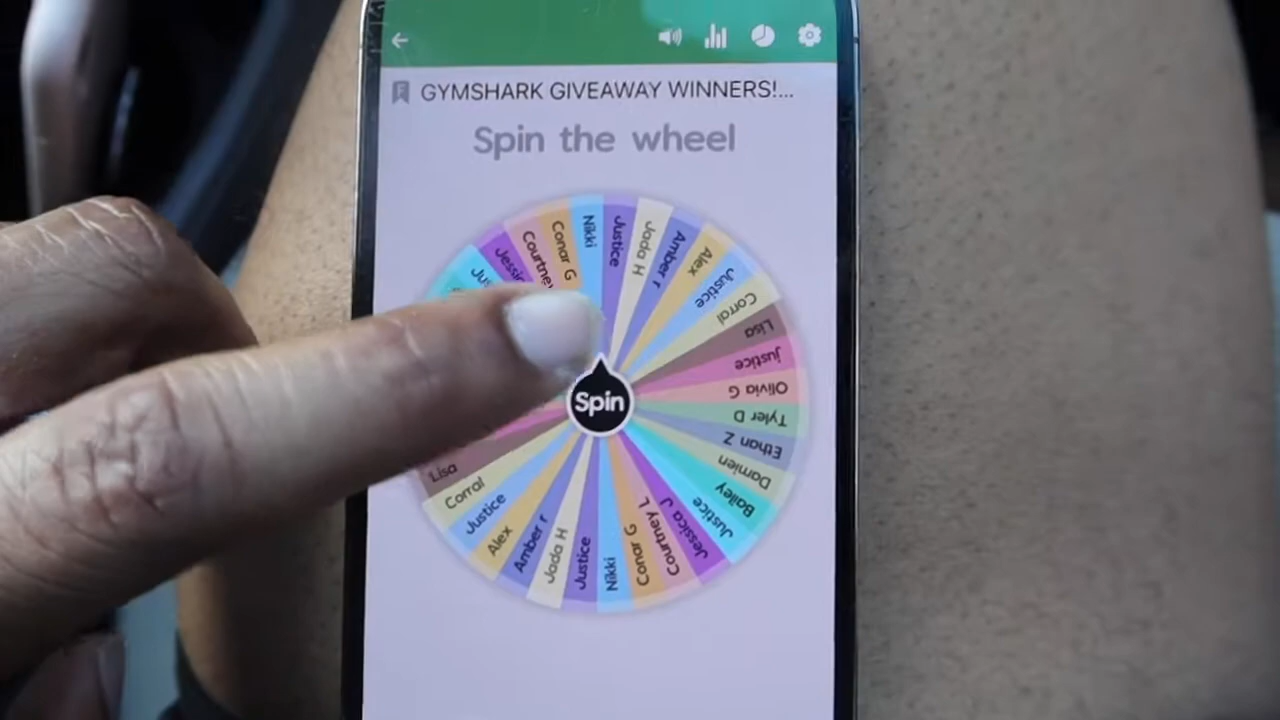 GYMSHARK GIVEAWAY WINNERS!...
Spin the wheel
Nikki
Justice
Jada H
Amber r
Alex
Justice
Corral
Lisa
justice
Olivia G
Tyler D
Ethan Z
Damien
Bailey
Justice
Jessica J
Courtney L
Conar G
Nikki
Justice
Jada H
Amber r
Alex
Justice
Corral
Lisa
Conar G
Spin